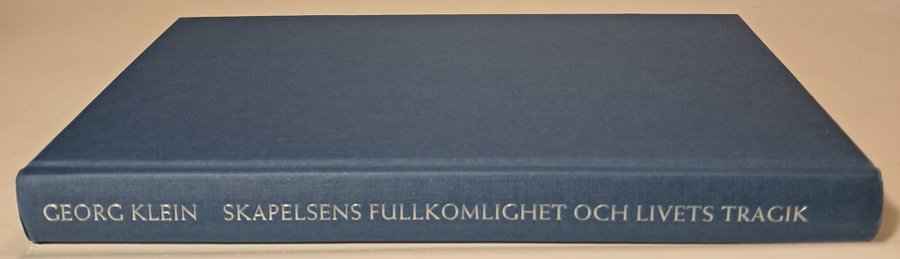 GEORG KLEIN SKAPELSENS FULLKOMLIGHET OCH LIVETS TRAGIK